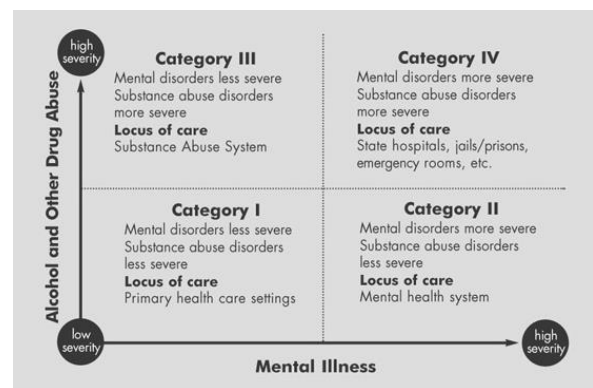 high
severity
Alcohol and Other Drug Abuse
Category III
Mental disorders less severe
Substance abuse disorders
more severe
Locus of care
Substance Abuse System
Category IV
Mental disorders more severe
Substance abuse disorders
more severe
Locus of care
State hospitals, jails/prisons,
emergency rooms, etc.
Category I
Mental disorders less severe
Substance abuse disorders
less severe
Locus of care
Primary health care settings
Category II
Mental disorders more severe
Substance abuse disorders
less severe
Locus of care
Mental health system
low
severity
Mental Illness
high
severity